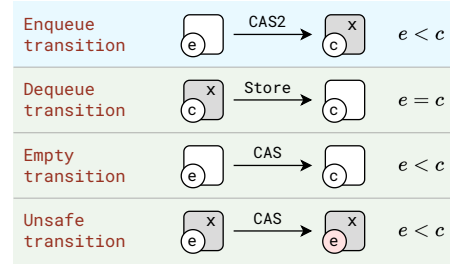 Enqueue transition
e
CAS2
x
c
e < c
Dequeue transition
x
c
Store
c
e = c
Empty transition
e
CAS
c
e < c
Unsafe transition
x
e
CAS
x
e
e < c